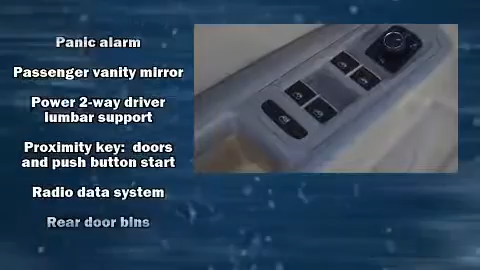 Panic alarm
Passenger vanity mirror
Power 2-way driver
lumbar support
Proximity key: doors
and push button start
Radio data system
Rear door bins